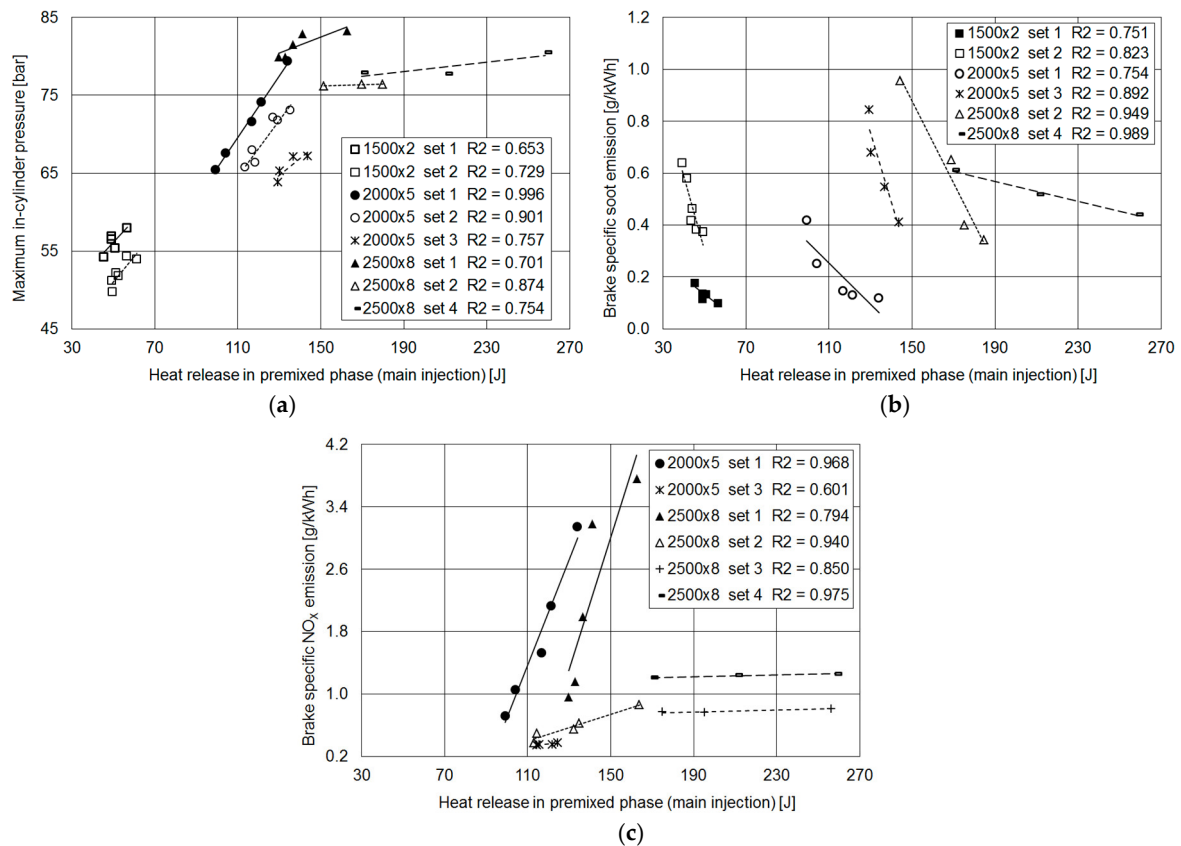 Maximum in-cylinder pressure [bar]
85
75
65
55
45
1500x2 set 1 R2 = 0.653
1500x2 set 2 R2 = 0.729
2000x5 set 1 R2 = 0.996
2000x5 set 2 R2 = 0.901
2000x5 set 3 R2 = 0.757
2500x8 set 1 R2 = 0.701
2500x8 set 2 R2 = 0.874
2500x8 set 4 R2 = 0.754
30 70 110 150 190 230 270
Heat release in premixed phase (main injection) [J]
(a)
Brake specific soot emission [g/kWh]
1.2
1.0
0.8
0.6
0.4
0.2
0.0
1500x2 set 1 R2 = 0.751
1500x2 set 2 R2 = 0.823
2000x5 set 1 R2 = 0.754
2000x5 set 3 R2 = 0.892
2500x8 set 2 R2 = 0.949
2500x8 set 4 R2 = 0.989
30 70 110 150 190 230 270
Heat release in premixed phase (main injection) [J]
(b)
Brake specific NOX emission [g/kWh]
4.2
3.4
2.6
1.8
1.0
0.2
2000x5 set 1 R2 = 0.968
2000x5 set 3 R2 = 0.601
2500x8 set 1 R2 = 0.794
2500x8 set 2 R2 = 0.940
2500x8 set 3 R2 = 0.850
2500x8 set 4 R2 = 0.975
30 70 110 150 190 230 270
Heat release in premixed phase (main injection) [J]
(c)